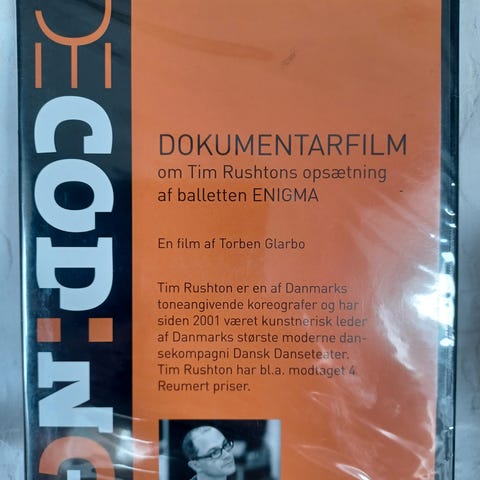 DE
COD:NG
DOKUMENTARFILM
om Tim Rushtons opsætning
af balletten ENIGMA
En film af Torben Glarbo
Tim Rushton er en af Danmarks
toneangivende koreografer og har
siden 2001 været kunstnerisk leder
af Danmarks største moderne dan-
sekompagni Dansk Danseteater.
Tim Rushton har bl.a. modtaget 4
Reumert priser.